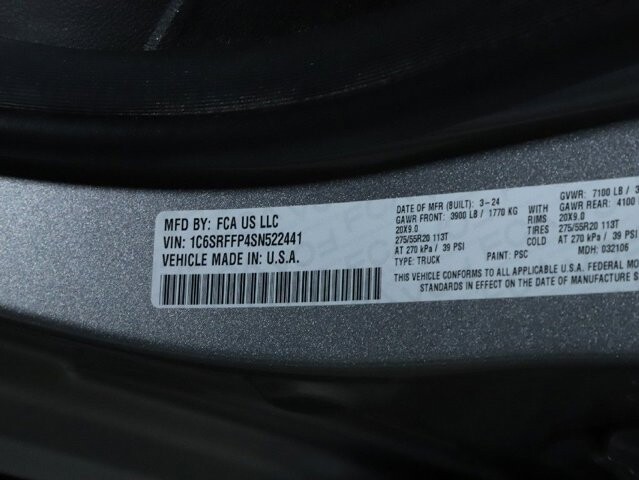 MFD BY: FCA US LLC
VIN: 1C6SRFFP4SN522441
VEHICLE MADE IN: U.S.A.
DATE OF MFR (BUILT): 3-24 GVWR: 7100 LB / 3
GAWR FRONT: 3900 LB / 1770 KG WITH GAWR REAR: 4100
20X9.0 RIMS 20X9.0
275/55R20 113T TIRES 275/55R20 113T
AT 270 kPa / 39 PSI AT 270 kPa / 39 PSI
TYPE: TRUCK PAINT: PSC MDH: 032106
THIS VEHICLE CONFORMS TO ALL APPLICABLE U.S.A. FEDERAL MO
STANDARDS IN EFFECT ON THE DATE OF MANUFACTURE S